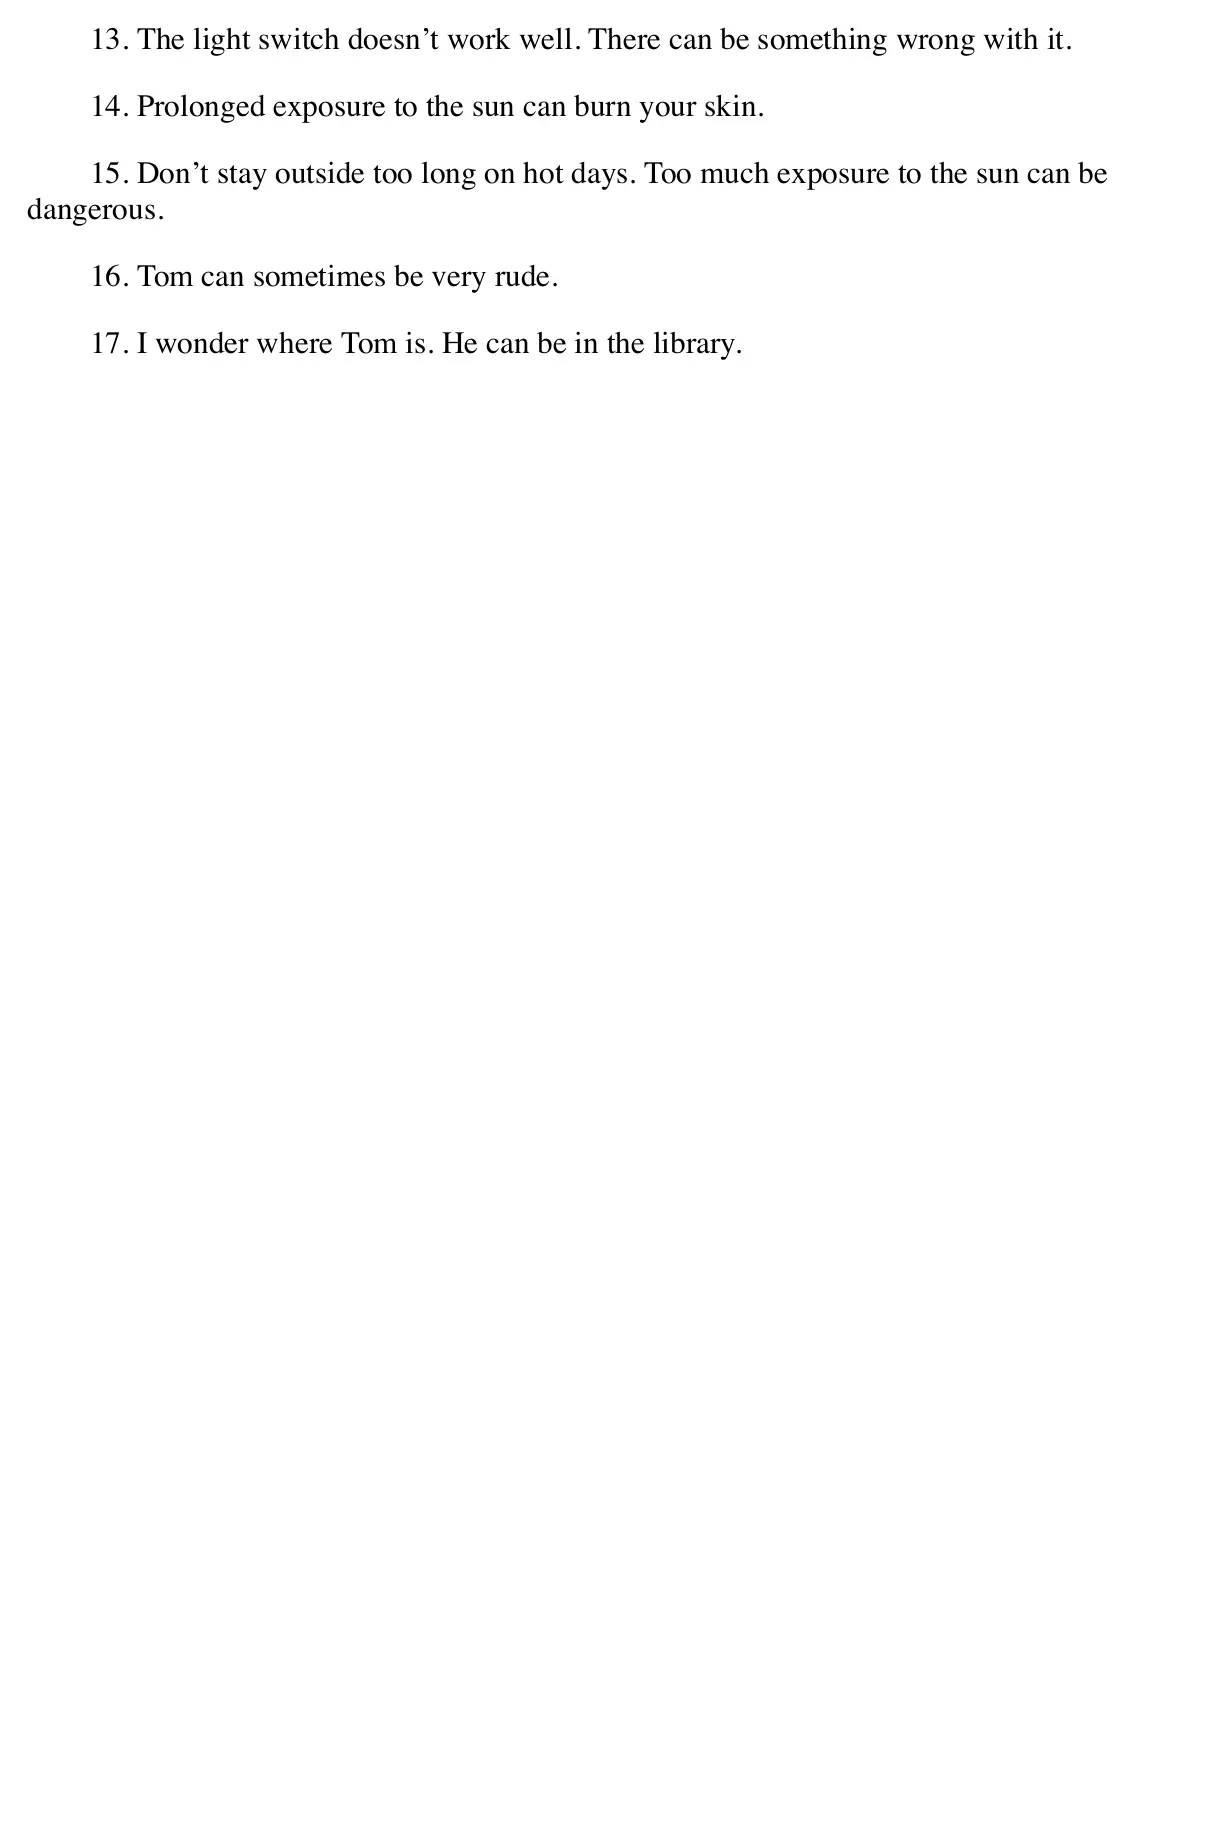 13. The light switch doesn’t work well. There can be something wrong with it.
14. Prolonged exposure to the sun can burn your skin.
15. Don’t stay outside too long on hot days. Too much exposure to the sun can be
dangerous.
16. Tom can sometimes be very rude.
17. I wonder where Tom is. He can be in the library.